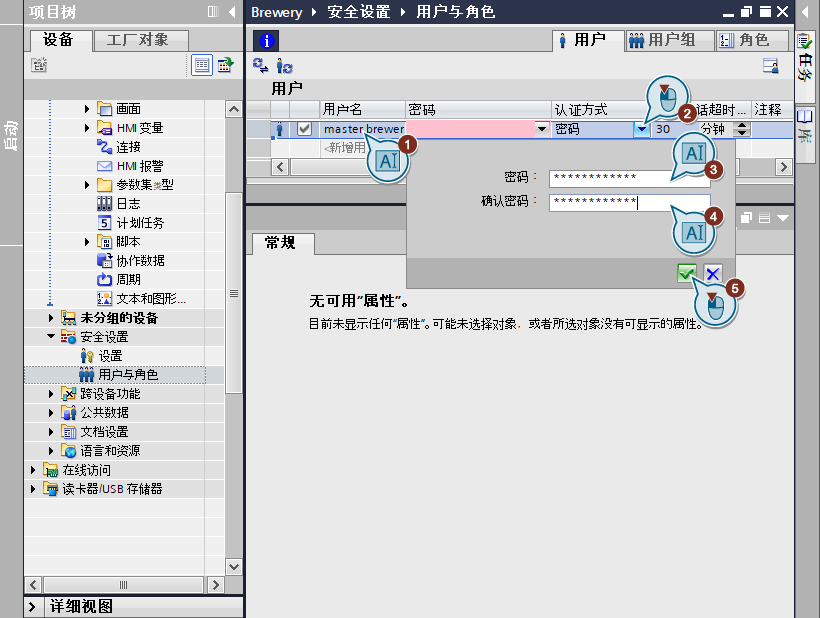 项目树
Brewery ▸ 安全设置 ▸ 用户与角色
设备
工厂对象
用户
用户组
角色
任务
库
启动
用户
用户名
密码
认证方式
话超时...
注释
master brewer
密码
30
分钟
<新增用
1
2
3
4
5
AI
AI
AI
密码：
************
确认密码：
************
常规
无可用“属性”。
目前未显示任何“属性”。可能未选择对象，或者所选对象没有可显示的属性。
画面
HMI 变量
连接
HMI 报警
参数集类型
日志
计划任务
脚本
协作数据
周期
文本和图形...
未分组的设备
安全设置
设置
用户与角色
跨设备功能
公共数据
文档设置
语言和资源
在线访问
读卡器/USB 存储器
详细视图